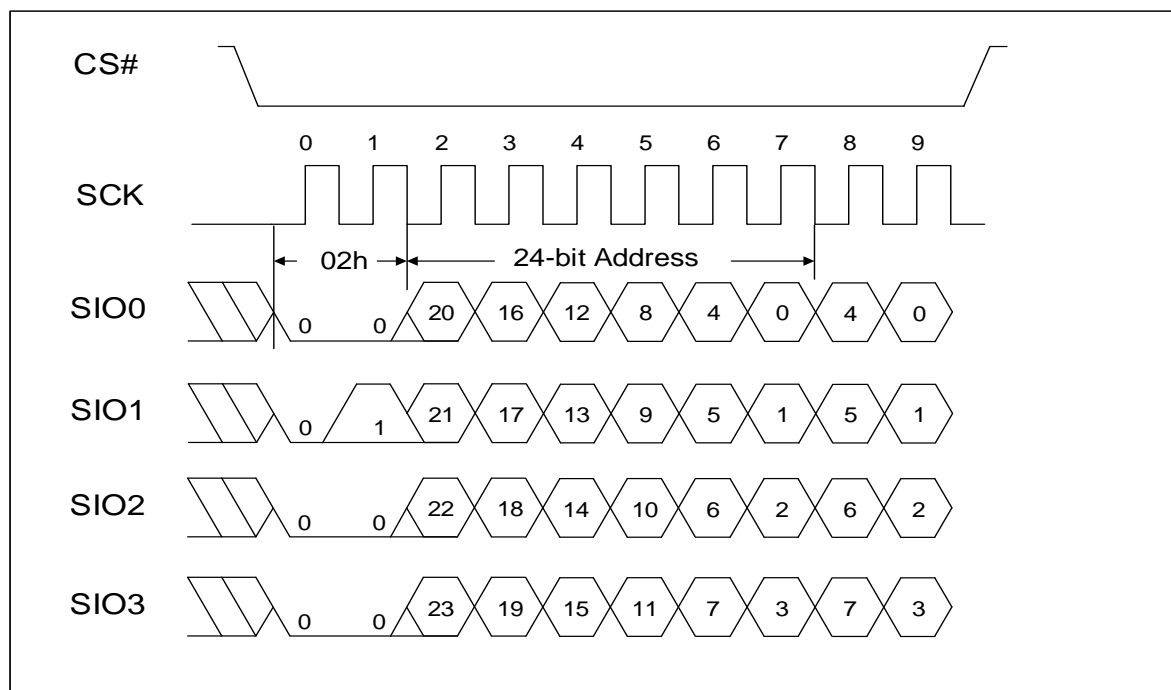 CS#
0 1 2 3 4 5 6 7 8 9
SCK
02h 24-bit Address
SIO0 0 0 20 16 12 8 4 0 4 0
SIO1 0 1 21 17 13 9 5 1 5 1
SIO2 0 0 22 18 14 10 6 2 6 2
SIO3 0 0 23 19 15 11 7 3 7 3